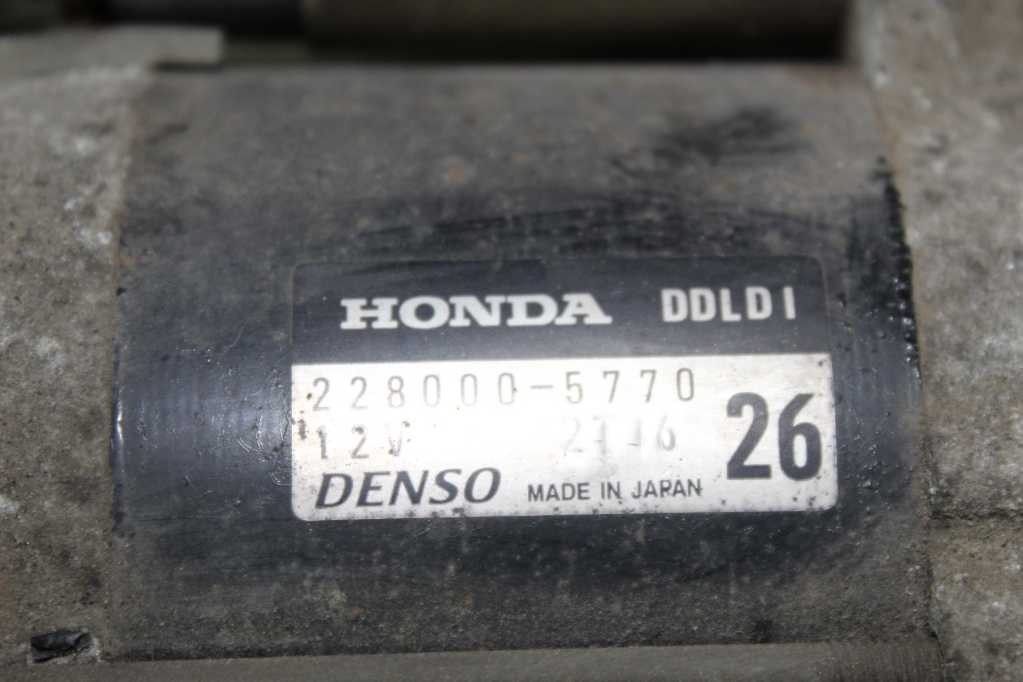 HONDA DDLD1
228000-5770
12V
26
DENSO MADE IN JAPAN